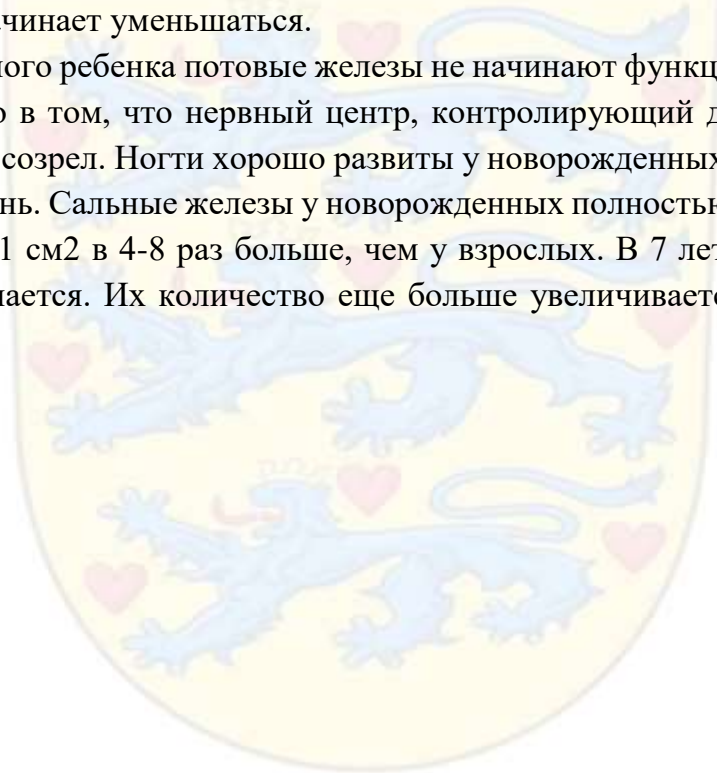 чинает уменьшаться.
ного ребенка потовые железы не начинают функц
о в том, что нервный центр, контролирующий д
созрел. Ногти хорошо развиты у новорожденных
нь. Сальные железы у новорожденных полностью
1 см2 в 4-8 раз больше, чем у взрослых. В 7 лет
ается. Их количество еще больше увеличивает